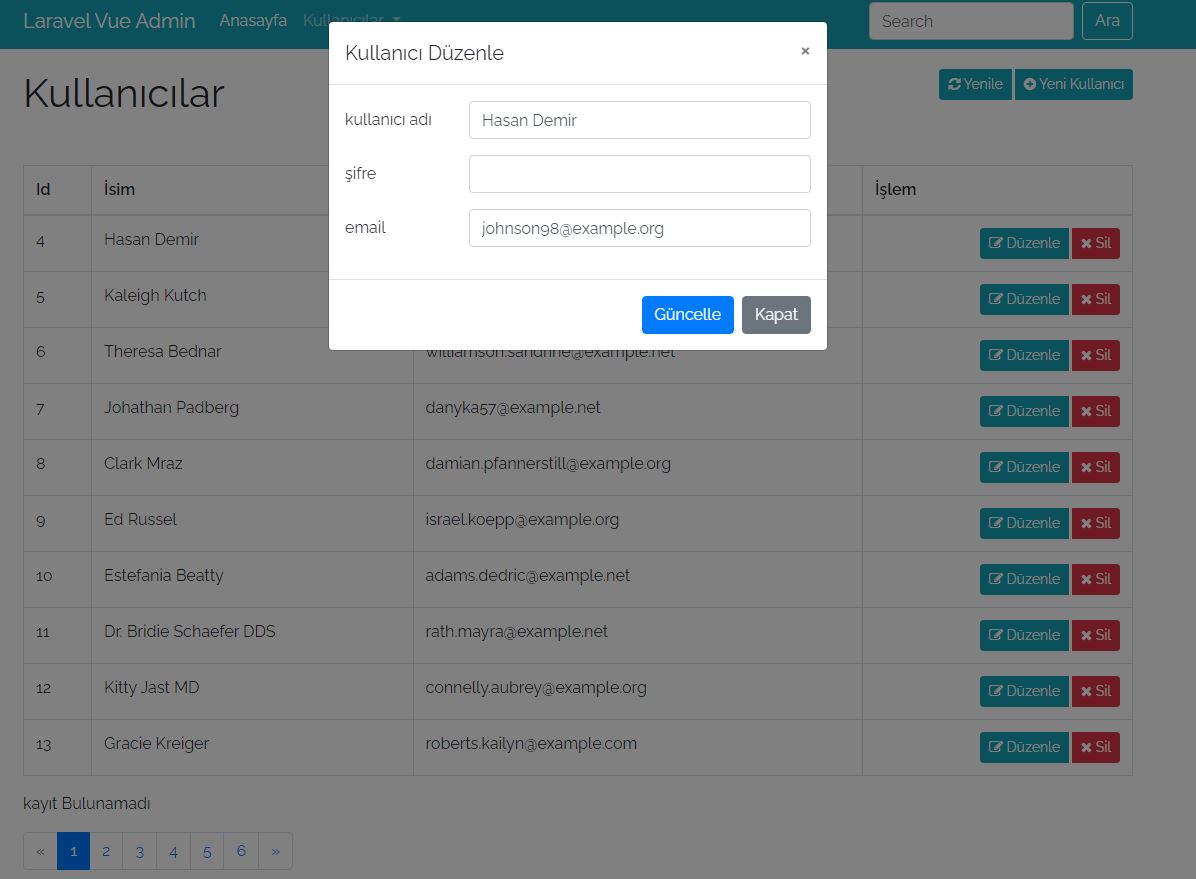 Laravel Vue Admin Anasayfa Kullanıcılar Search Ara
Kullanıcı Düzenle ×
Kullanıcılar Yenile Yeni Kullanıcı
kullanıcı adı Hasan Demir
şifre
email johnson98@example.org
Güncelle Kapat
Id İsim İşlem
4 Hasan Demir Düzenle Sil
5 Kaleigh Kutch Düzenle Sil
6 Theresa Bednar williamson.sandrine@example.net Düzenle Sil
7 Johathan Padberg danyka57@example.net Düzenle Sil
8 Clark Mraz damian.pfannerstill@example.org Düzenle Sil
9 Ed Russel israel.koepp@example.org Düzenle Sil
10 Estefania Beatty adams.dedric@example.net Düzenle Sil
11 Dr. Bridie Schaefer DDS rath.mayra@example.net Düzenle Sil
12 Kitty Jast MD connelly.aubrey@example.org Düzenle Sil
13 Gracie Kreiger roberts.kailyn@example.com Düzenle Sil
kayıt Bulunamadı
« 1 2 3 4 5 6 »